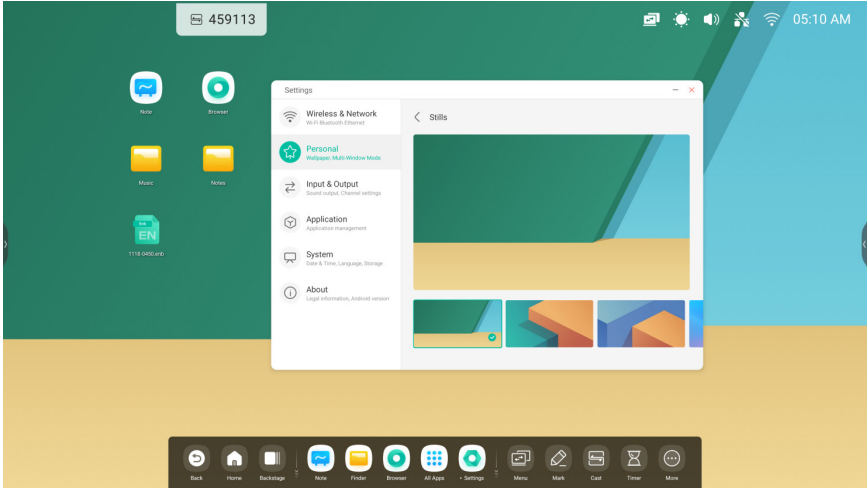 459113
05:10 AM
Note
Browser
Music
Notes
EN
1118-0450.enb
Settings
Wireless & Network
Wi-Fi Bluetooth Ethernet
Personal
Wallpaper, Multi-Window Mode
Input & Output
Sound output, Channel settings
Application
Application management
System
Date & Time, Language, Storage
About
Legal information, Android version
Stills
Back
Home
Backstage
Note
Finder
Browser
All Apps
• Settings
Menu
Mark
Cast
Timer
More